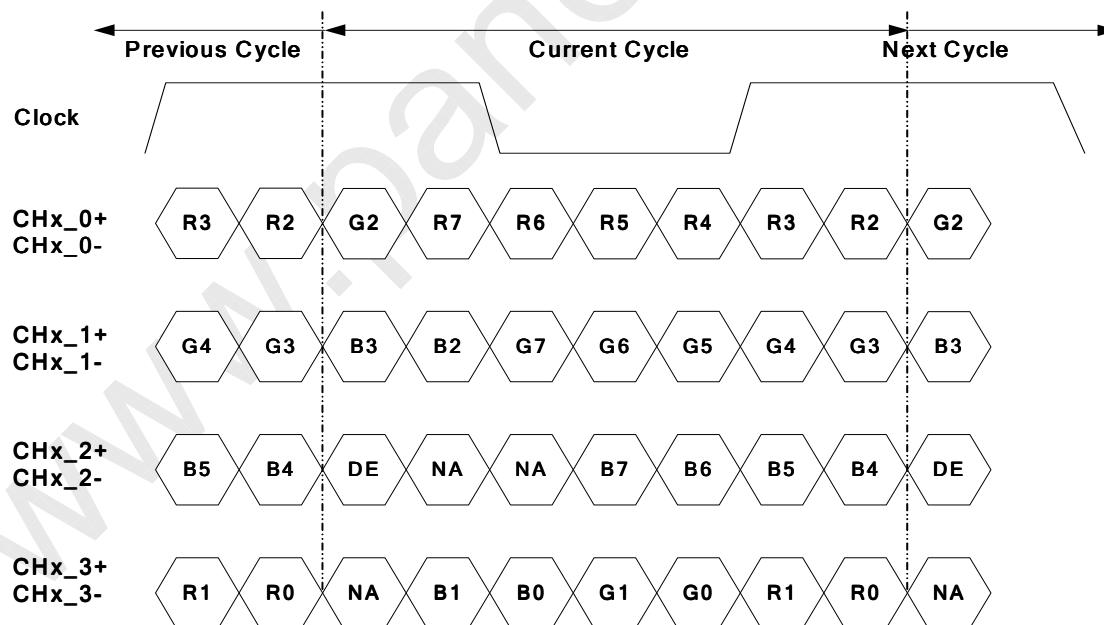 Previous Cycle Current Cycle Next Cycle
Clock
CHx_0+ R3 R2 G2 R7 R6 R5 R4 R3 R2 G2
CHx_0-
CHx_1+ G4 G3 B3 B2 G7 G6 G5 G4 G3 B3
CHx_1-
CHx_2+ B5 B4 DE NA NA B7 B6 B5 B4 DE
CHx_2-
CHx_3+ R1 R0 NA B1 B0 G1 G0 R1 R0 NA
CHx_3-
www.pan